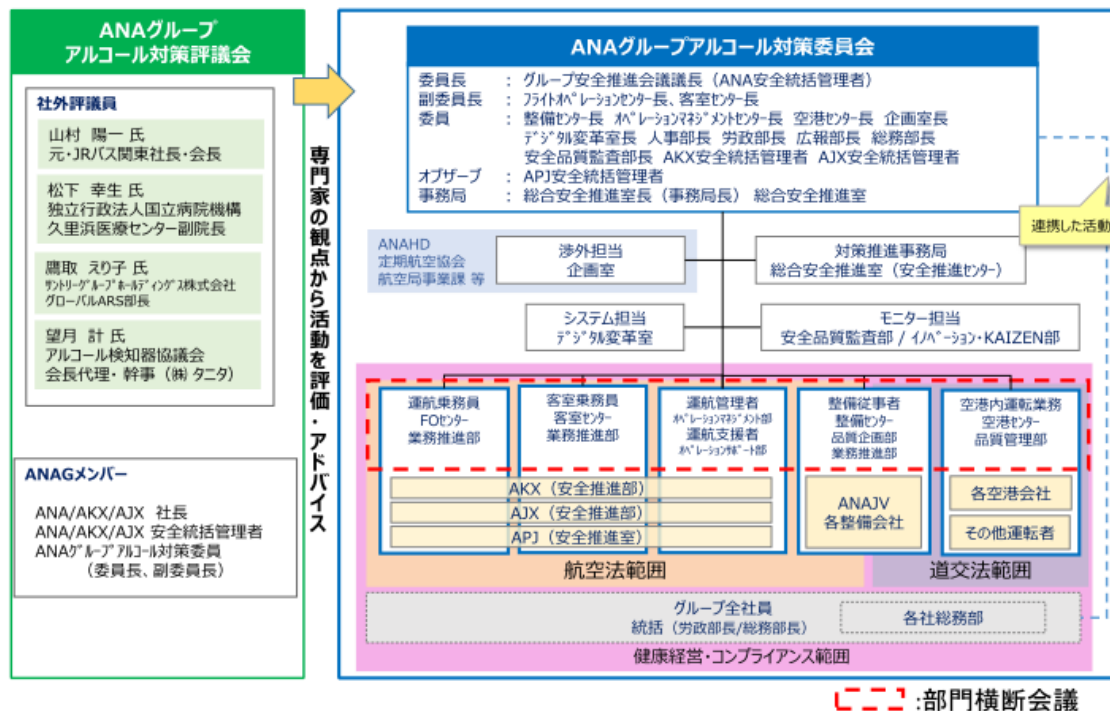 ANAグループ
アルコール対策評議会
社外評議員
山村 陽一 氏
元・JRバス関東社長・会長
松下 幸生 氏
独立行政法人国立病院機構
久里浜医療センター副院長
鷹取 えり子 氏
サントリーグループホールディングス株式会社
グローバルARS部長
望月 計 氏
アルコール検知器協議会
会長代理・幹事(㈱タニタ)
ANAGメンバー
ANA/AKX/AJX 社長
ANA/AKX/AJX 安全統括管理者
ANAグループアルコール対策委員
(委員長、副委員長)
専門家の観点から活動を評価・アドバイス
ANAグループアルコール対策委員会
委員長 : グループ安全推進会議議長(ANA安全統括管理者)
副委員長 : フライトオペレーションセンター長、客室センター長
委員 : 整備センター長 オペレーションマネジメントセンター長 空港センター長 企画室長
デジタル変革室長 人事部長 労政部長 広報部長 総務部長
安全品質監査部長 AKX安全統括管理者 AJX安全統括管理者
オブザーブ : APJ安全統括管理者
事務局 : 総合安全推進室長(事務局長) 総合安全推進室
連携した活動
ANAHD
定期航空協会
航空局事業課 等
渉外担当
企画室
対策推進事務局
総合安全推進室(安全推進センター)
システム担当
デジタル変革室
モニター担当
安全品質監査部 / イノベーション・KAIZEN部
運航乗務員
FOセンター
業務推進部
客室乗務員
客室センター
業務推進部
運航管理者
オペレーションマネジメント部
運航支援者
オペレーションサポート部
整備従事者
整備センター
品質企画部
業務推進部
空港内運転業務
空港センター
品質管理部
AKX(安全推進部)
AJX(安全推進部)
APJ(安全推進室)
ANAJV
各整備会社
各空港会社
その他運転者
航空法範囲
道交法範囲
グループ全社員
統括(労政部長/総務部長)
各社総務部
健康経営・コンプライアンス範囲
:部門横断会議